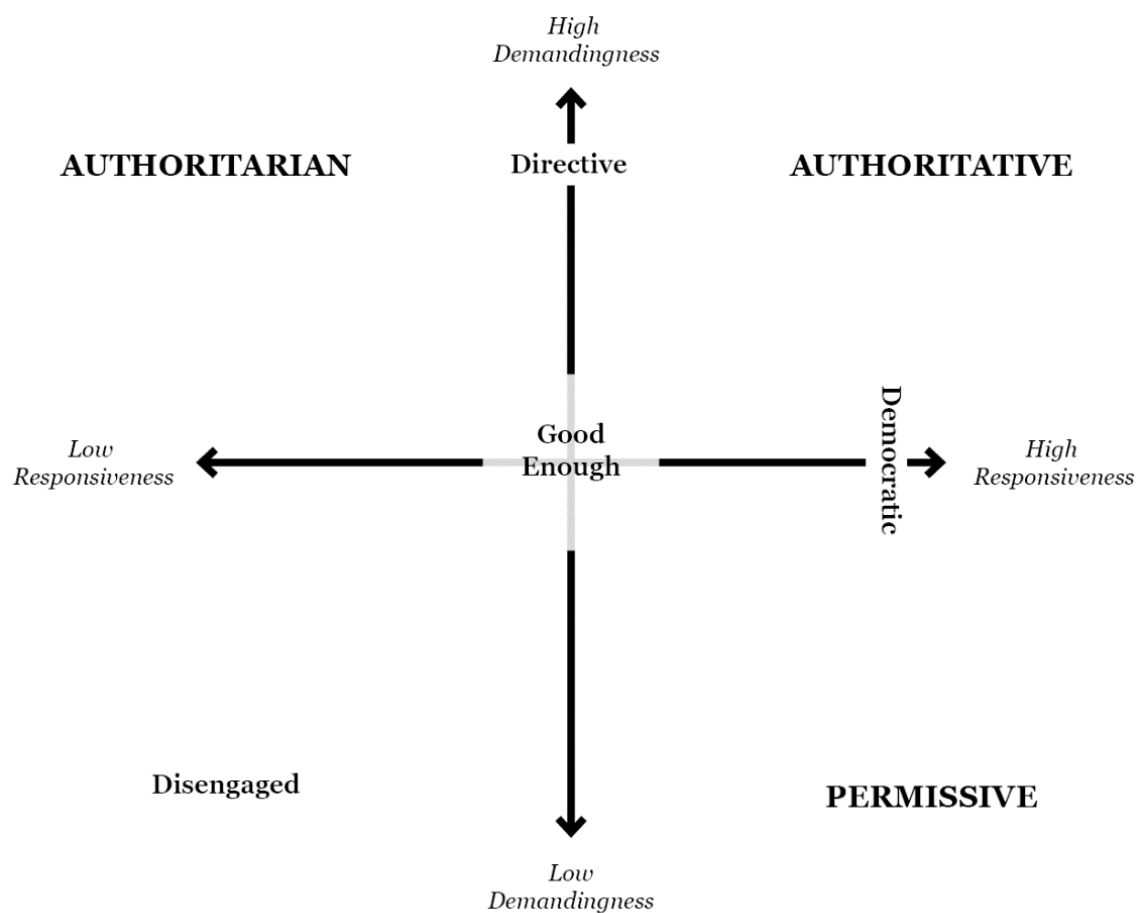 High
Demandingness
AUTHORITARIAN
Directive
AUTHORITATIVE
Low
Responsiveness
Good
Enough
Democratic
High
Responsiveness
Disengaged
PERMISSIVE
Low
Demandingness